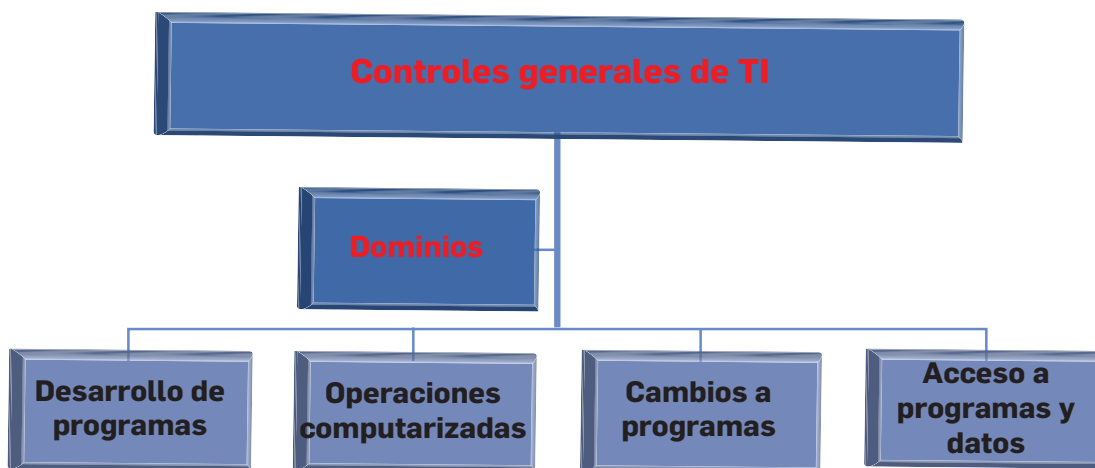 Controles generales de TI
Dominios
Desarrollo de
programas
Operaciones
computarizadas
Cambios a
programas
Acceso a
programas y
datos